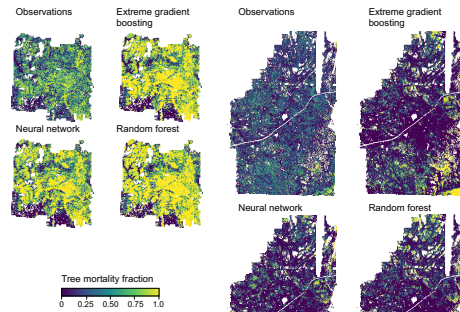 Observations
Extreme gradient
boosting
Neural network
Random forest
Observations
Extreme gradient
boosting
Neural network
Random forest
Tree mortality fraction
0 0.25 0.50 0.75 1.0